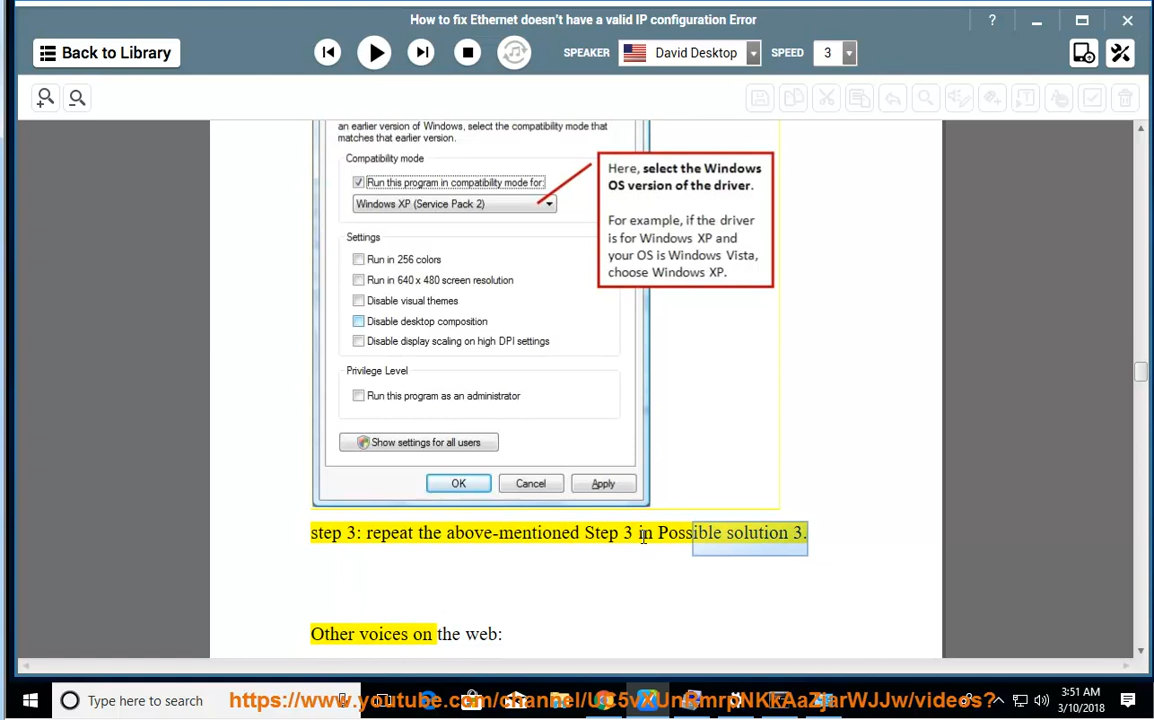 How to fix Ethernet doesn't have a valid IP configuration Error
?
Back to Library
SPEAKER David Desktop SPEED 3
an earlier version of Windows, select the compatibility mode that
matches that earlier version.
Compatibility mode
Run this program in compatibility mode for:
Windows XP (Service Pack 2)
Here, select the Windows
OS version of the driver.
For example, if the driver
is for Windows XP and
your OS is Windows Vista,
choose Windows XP.
Settings
Run in 256 colors
Run in 640 x 480 screen resolution
Disable visual themes
Disable desktop composition
Disable display scaling on high DPI settings
Privilege Level
Run this program as an administrator
Show settings for all users
OK Cancel Apply
step 3: repeat the above-mentioned Step 3 in Possible solution 3.
Other voices on the web:
Type here to search
3:51 AM
3/10/2018